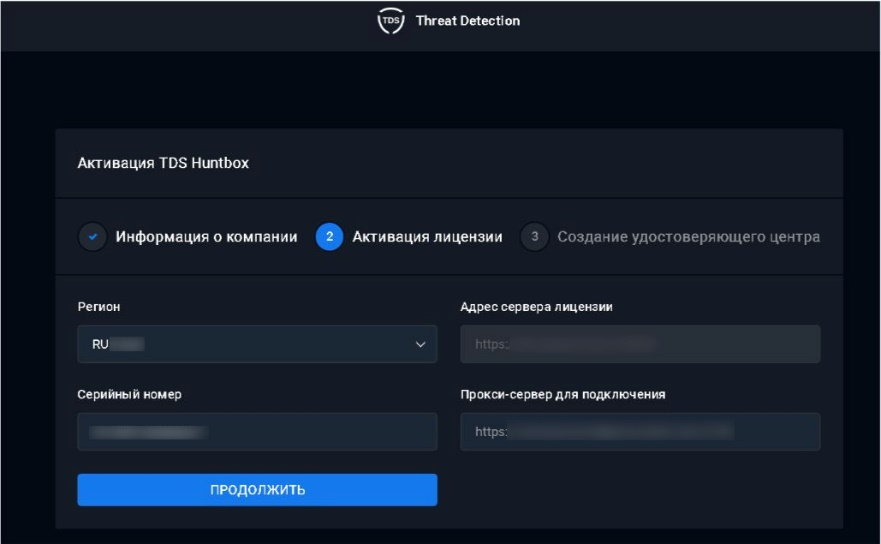 TDS Threat Detection
Активация TDS Huntbox
Информация о компании 2 Активация лицензии 3 Создание удостоверяющего центра
Регион Адрес сервера лицензии
RU https:
Серийный номер Прокси-сервер для подключения
https:
ПРОДОЛЖИТЬ